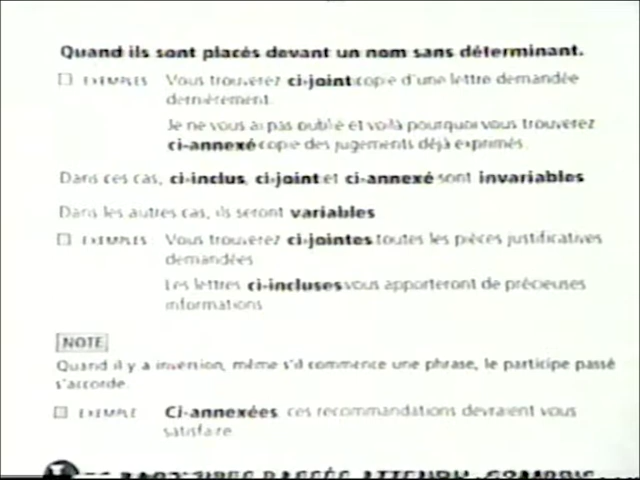 Quand ils sont placés devant un nom sans déterminant.
EXEMPLES Vous trouverez ci-joint copie d'une lettre demandée
dernièrement.
Je ne vous ai pas oublié et voilà pourquoi vous trouverez
ci-annexé copie des jugements déjà exprimés.
Dans ces cas, ci-inclus, ci-joint et ci-annexé sont invariables
Dans les autres cas, ils seront variables
EXEMPLES Vous trouverez ci-jointes toutes les pièces justificatives
demandées
Les lettres ci-incluses vous apporteront de précieuses
informations
NOTE
Quand il y a inversion, même s'il commence une phrase, le participe passé
s'accorde.
EXEMPLE Ci-annexées, ces recommandations devraient vous
satisfaire.